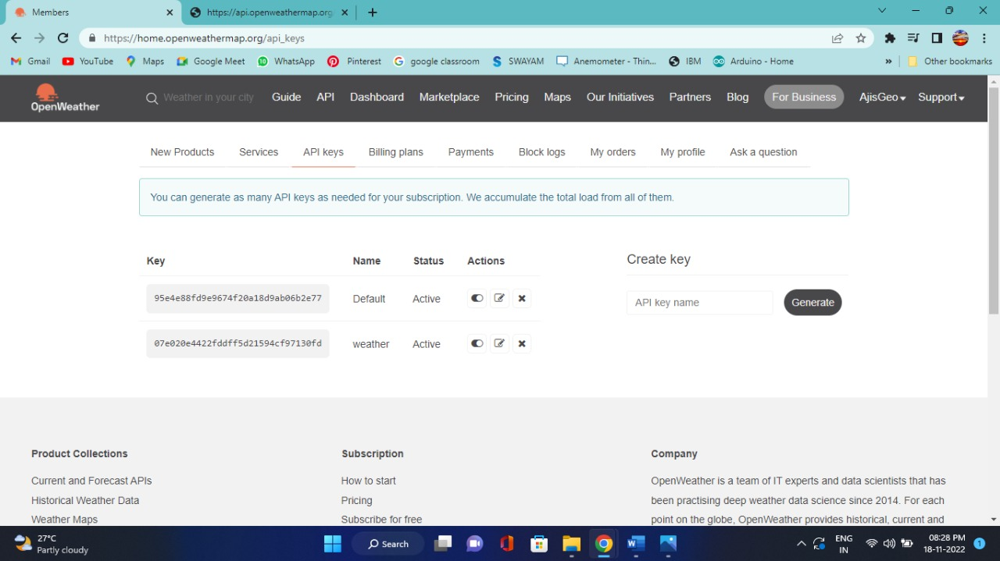 Members
https://api.openweathermap.org
https://home.openweathermap.org/api_keys
Gmail YouTube Maps Google Meet WhatsApp Pinterest google classroom SWAYAM Anemometer - Thin... IBM Arduino - Home » Other bookmarks
OpenWeather
Weather in your city Guide API Dashboard Marketplace Pricing Maps Our Initiatives Partners Blog For Business AjisGeo Support
New Products Services API keys Billing plans Payments Block logs My orders My profile Ask a question
You can generate as many API keys as needed for your subscription. We accumulate the total load from all of them.
Key Name Status Actions
95e4e88fd9e9674f20a18d9ab06b2e77 Default Active
07e020e4422fddff5d21594cf97130fd weather Active
Create key
API key name Generate
Product Collections
Current and Forecast APIs
Historical Weather Data
Weather Maps
Subscription
How to start
Pricing
Subscribe for free
Company
OpenWeather is a team of IT experts and data scientists that has
been practising deep weather data science since 2014. For each
point on the globe, OpenWeather provides historical, current and
27°C
Partly cloudy
Search
ENG
IN
08:28 PM
18-11-2022
1